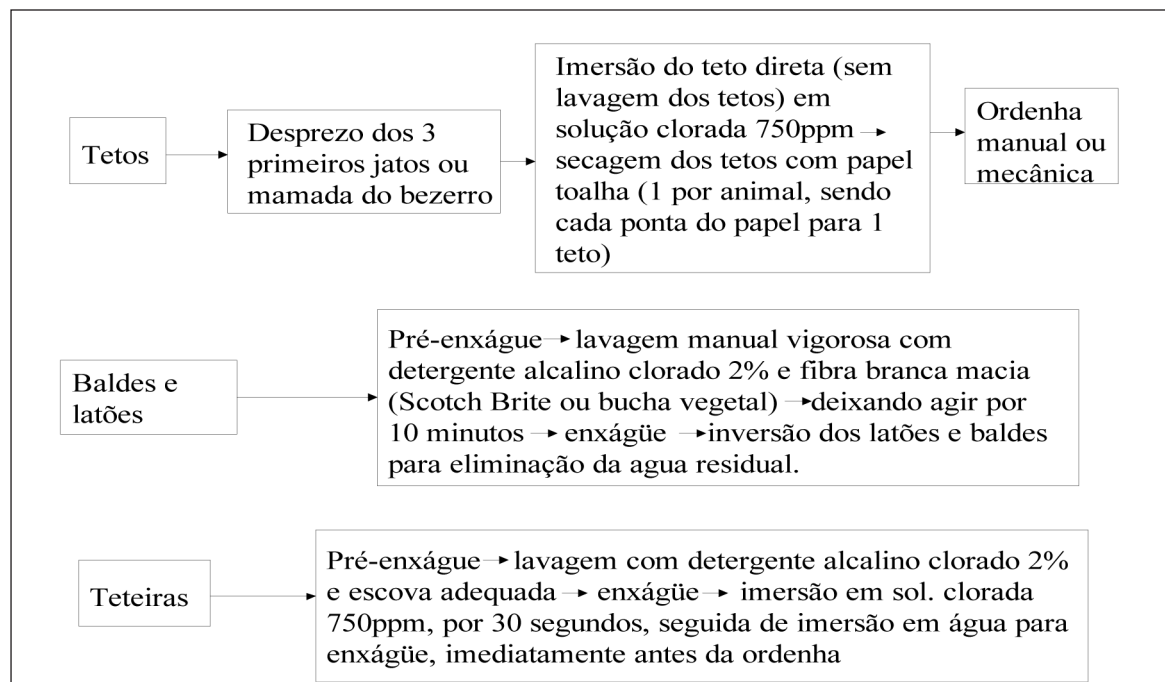 Tetos
Desprezo dos 3
primeiros jatos ou
mamada do bezerro
Imersão do teto direta (sem
lavagem dos tetos) em
solução clorada 750ppm →
secagem dos tetos com papel
toalha (1 por animal, sendo
cada ponta do papel para 1
teto)
Ordenha
manual ou
mecânica
Baldes e
latões
Pré-enxágue → lavagem manual vigorosa com
detergente alcalino clorado 2% e fibra branca macia
(Scotch Brite ou bucha vegetal) → deixando agir por
10 minutos → enxágüe → inversão dos latões e baldes
para eliminação da agua residual.
Teteiras
Pré-enxágue → lavagem com detergente alcalino clorado 2%
e escova adequada → enxágüe → imersão em sol. clorada
750ppm, por 30 segundos, seguida de imersão em água para
enxágüe, imediatamente antes da ordenha